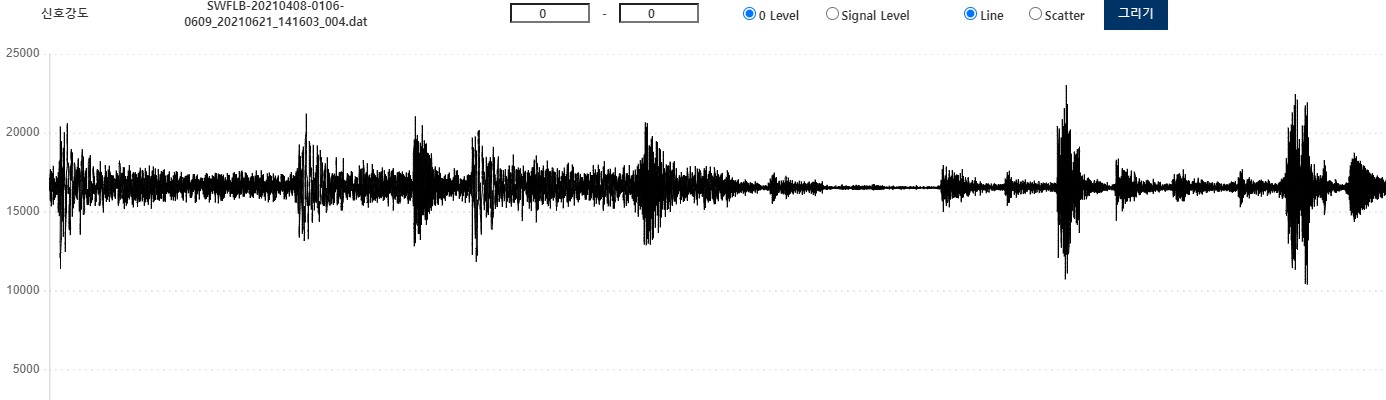 신호강도
SWFLB-20210408-0106-
0609_20210621_141603_004.dat
0 - 0
0 Level Signal Level
Line Scatter
그리기
25000
20000
15000
10000
5000